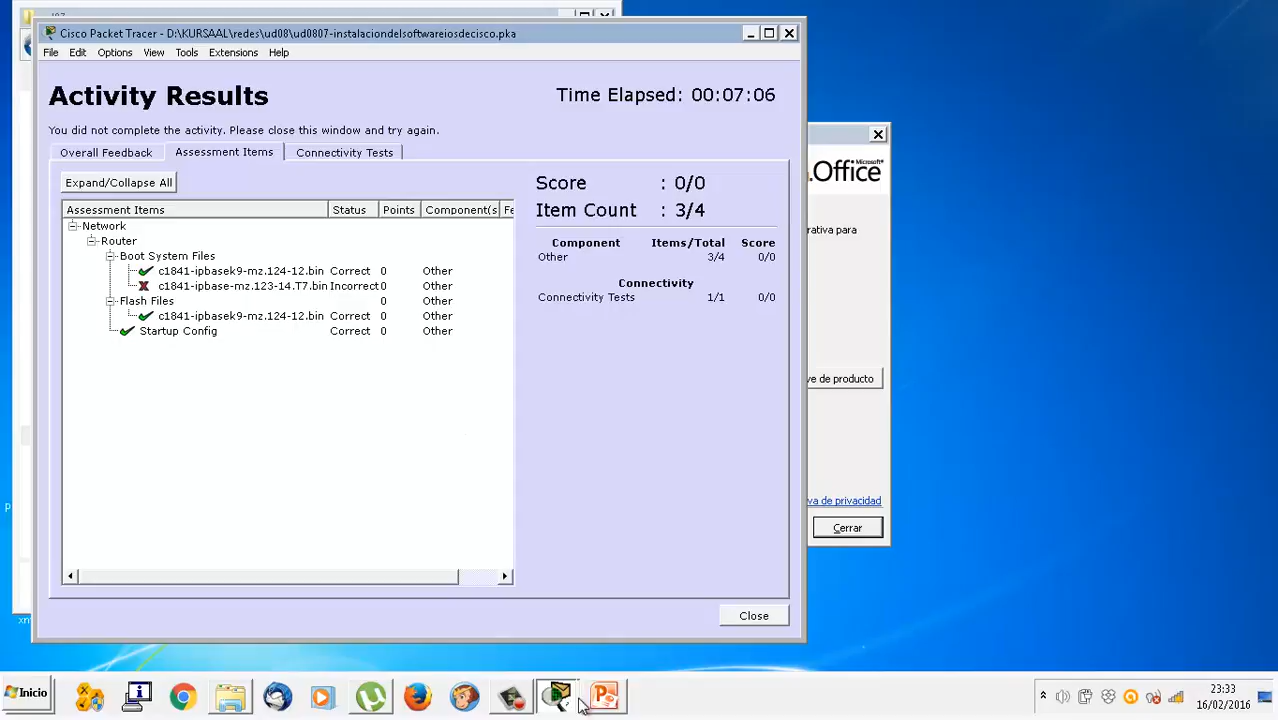 Cisco Packet Tracer - D:\KURSAAL\redes\ud08\ud0807-instalaciondelsoftwareiosdecisco.pka
File Edit Options View Tools Extensions Help
Activity Results
Time Elapsed: 00:07:06
You did not complete the activity. Please close this window and try again.
Overall Feedback Assessment Items Connectivity Tests
Expand/Collapse All
Assessment Items Status Points Component(s Fe
Network
Router
Boot System Files
c1841-ipbasek9-mz.124-12.bin Correct 0 Other
c1841-ipbase-mz.123-14.T7.bin Incorrect 0 Other
Flash Files 0 Other
c1841-ipbasek9-mz.124-12.bin Correct 0 Other
Startup Config Correct 0 Other
Score : 0/0
Item Count : 3/4
Component Items/Total Score
Other 3/4 0/0
Connectivity
Connectivity Tests 1/1 0/0
Close
.Office Microsoft®
rativa para
ve de producto
va de privacidad
Cerrar
Inicio
23:33
16/02/2016